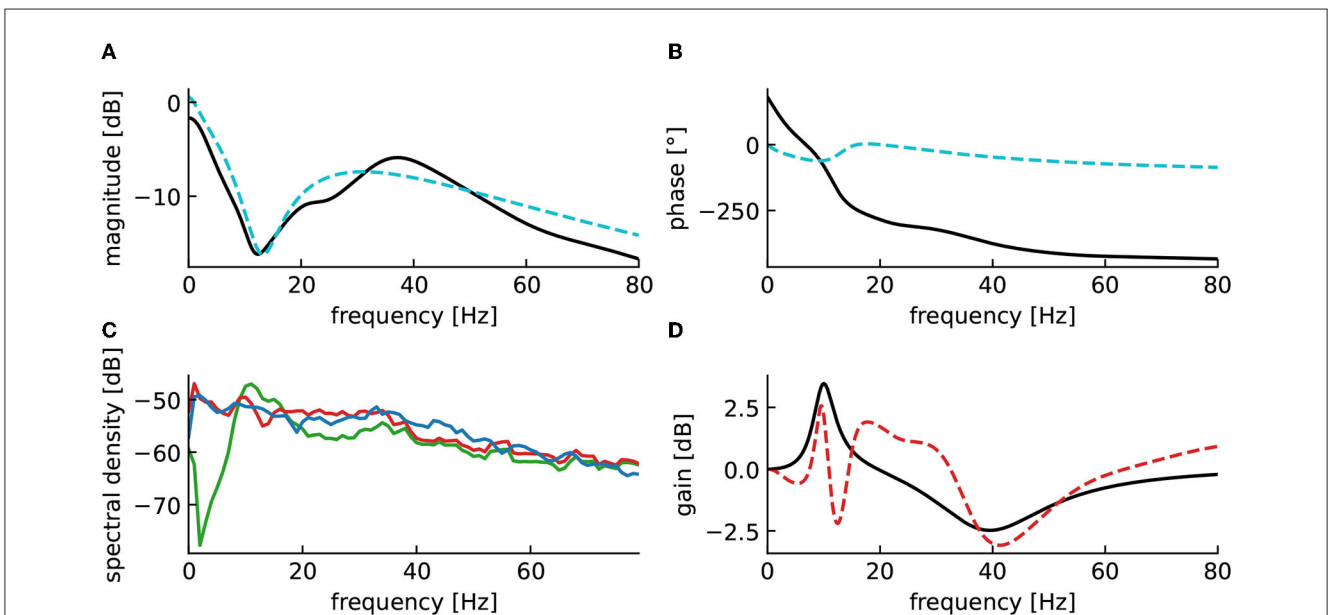 A
B
0
−10
magnitude [dB]
0
20
40
60
80
frequency [Hz]
0
−250
phase [°]
0
20
40
60
80
frequency [Hz]
C
D
−50
−60
−70
spectral density [dB]
0
20
40
60
frequency [Hz]
2.5
0.0
−2.5
gain [dB]
0
20
40
60
80
frequency [Hz]